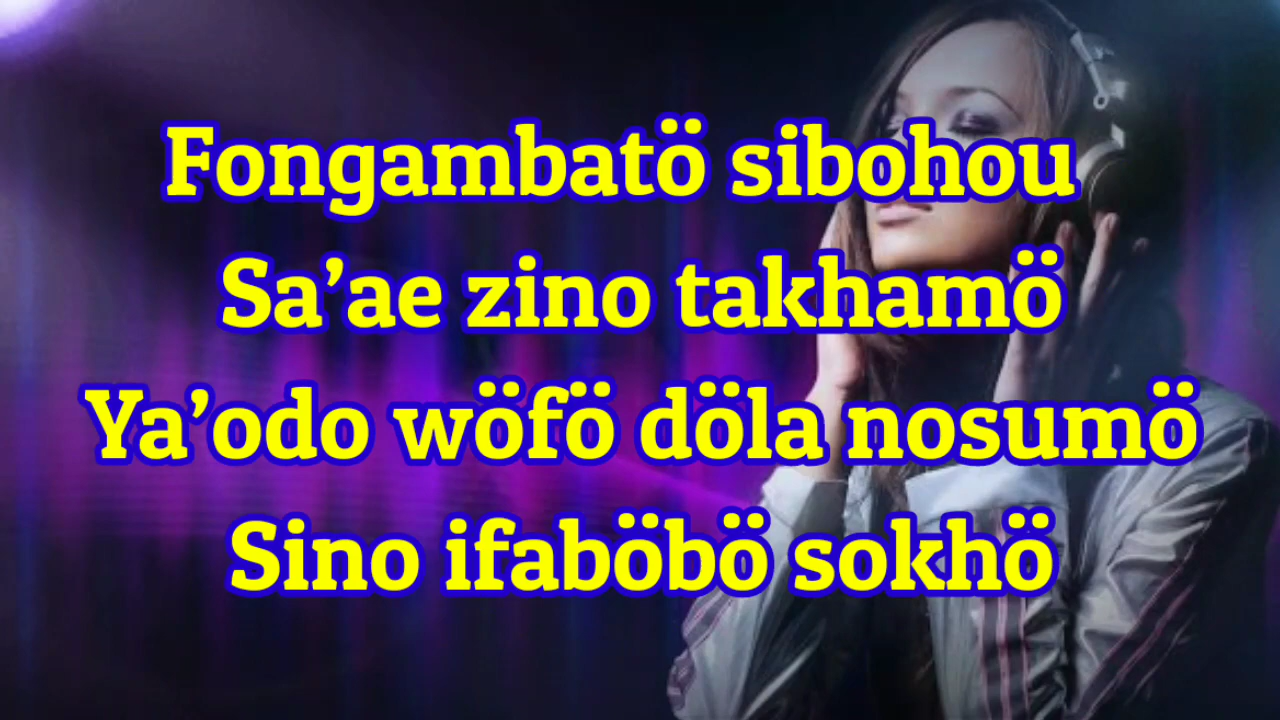 Fongambatö sibohou
Sa’ae zino takhamö
Ya’odo wöfö döla nosumö
Sino ifaböbö sokhö